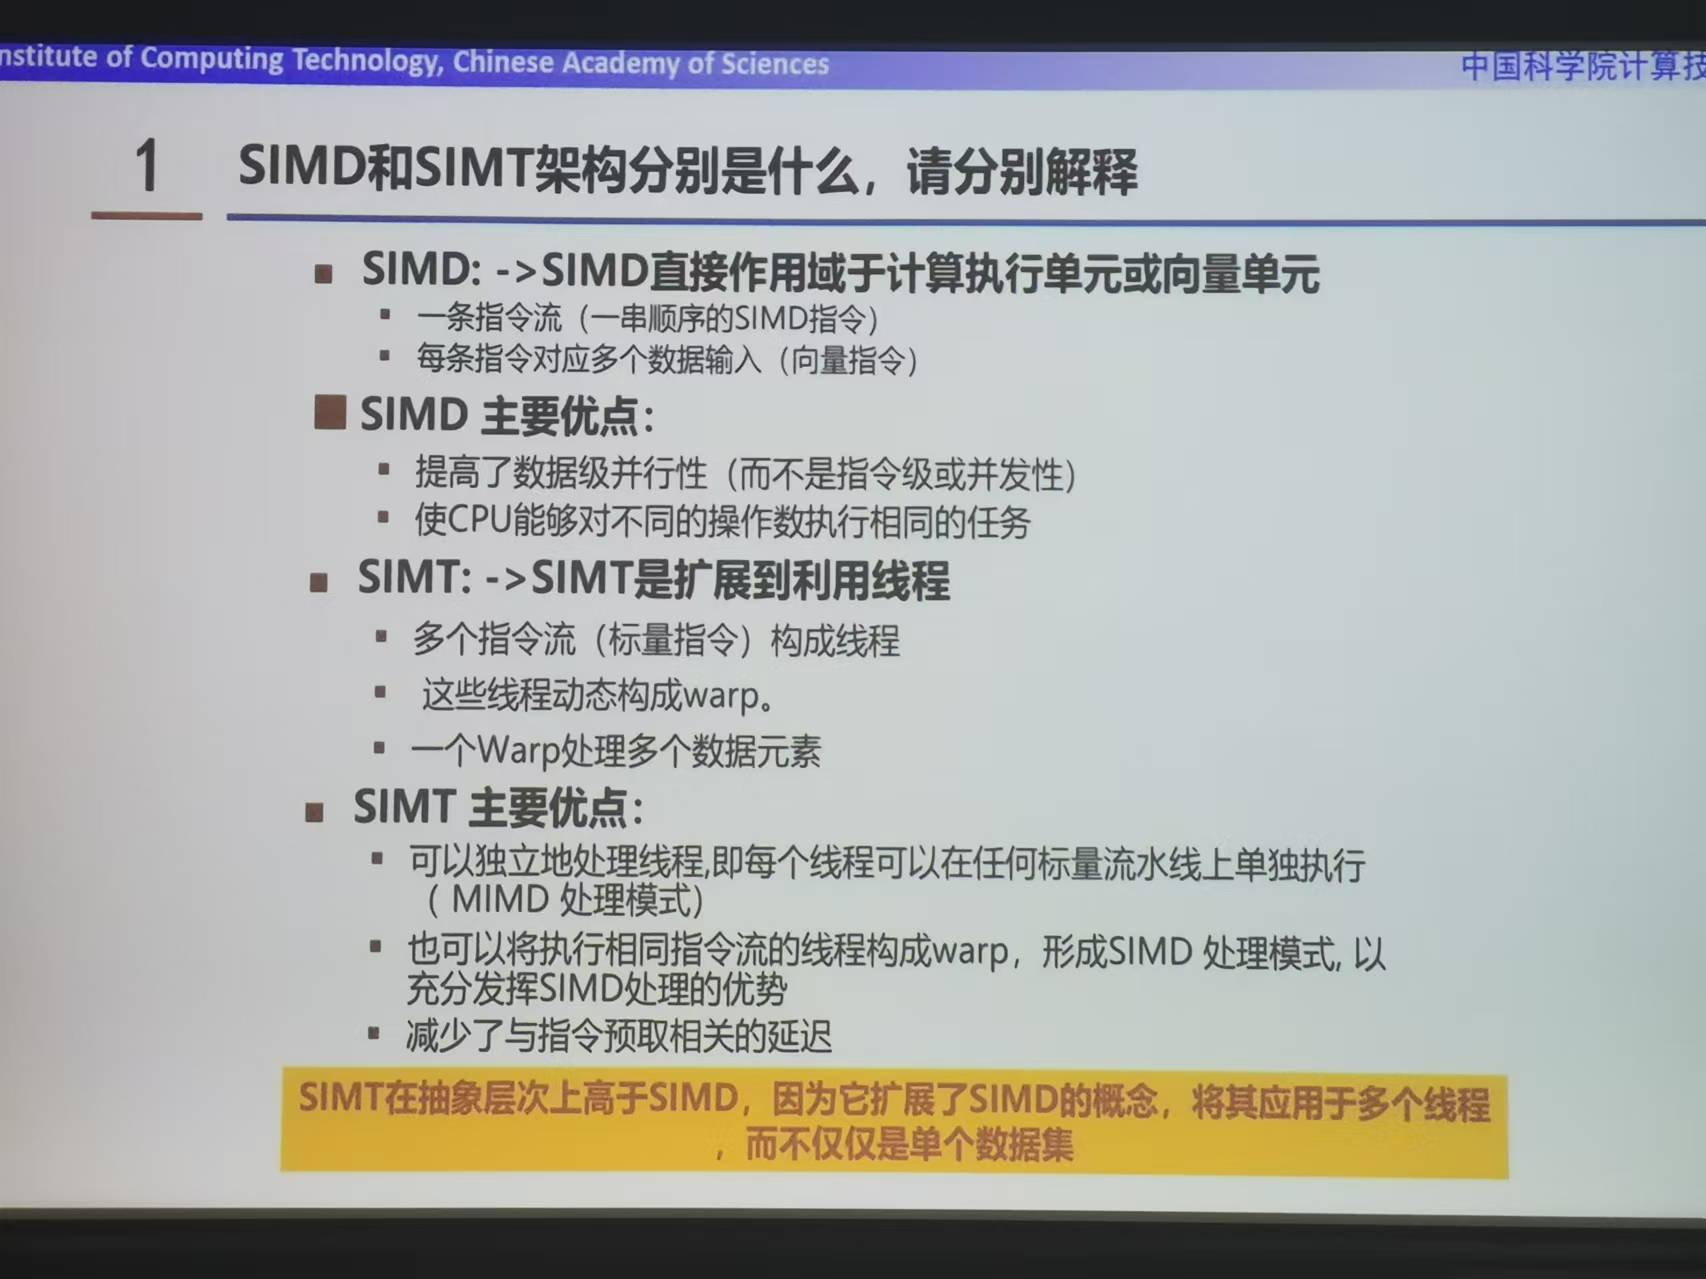 nstitute of Computing Technology, Chinese Academy of Sciences
中国科学院计算技
1
SIMD和SIMT架构分别是什么，请分别解释
SIMD: ->SIMD直接作用域于计算执行单元或向量单元
一条指令流（一串顺序的SIMD指令）
每条指令对应多个数据输入（向量指令）
SIMD 主要优点：
提高了数据级并行性（而不是指令级或并发性）
使CPU能够对不同的操作数执行相同的任务
SIMT: ->SIMT是扩展到利用线程
多个指令流（标量指令）构成线程
这些线程动态构成warp。
一个Warp处理多个数据元素
SIMT 主要优点：
可以独立地处理线程,即每个线程可以在任何标量流水线上单独执行
（ MIMD 处理模式）
也可以将执行相同指令流的线程构成warp，形成SIMD 处理模式, 以
充分发挥SIMD处理的优势
减少了与指令预取相关的延迟
SIMT在抽象层次上高于SIMD，因为它扩展了SIMD的概念，将其应用于多个线程
，而不仅仅是单个数据集